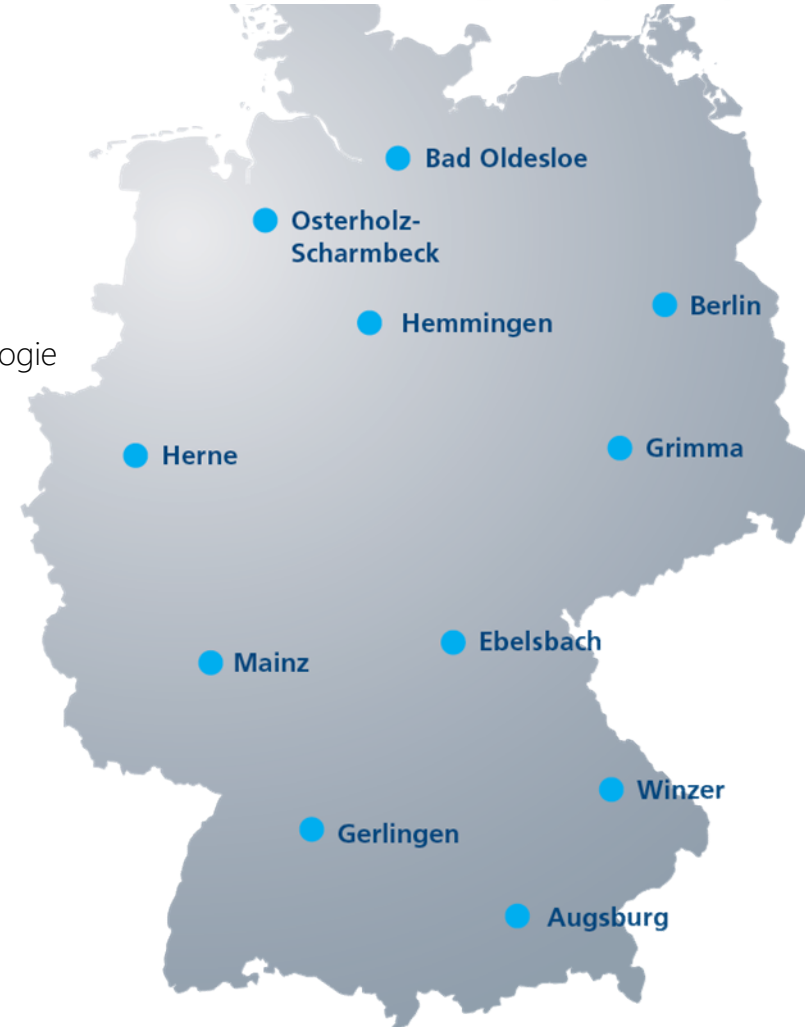 Bad Oldesloe
Osterholz-
Scharmbeck
Berlin
Hemmingen
ogie
Grimma
Herne
Ebelsbach
Mainz
Winzer
Gerlingen
Augsburg